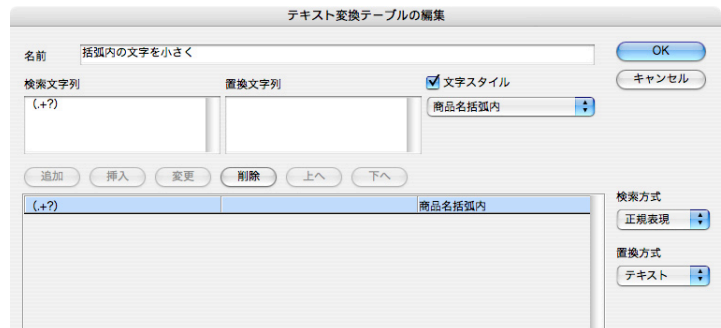 テキスト変換テーブルの編集
名前 括弧内の文字を小さく
OK
キャンセル
検索文字列
置換文字列
文字スタイル
(.+?)
商品名括弧内
追加 挿入 変更 削除 上へ 下へ
(.+?) 商品名括弧内
検索方式
正規表現
置換方式
テキスト